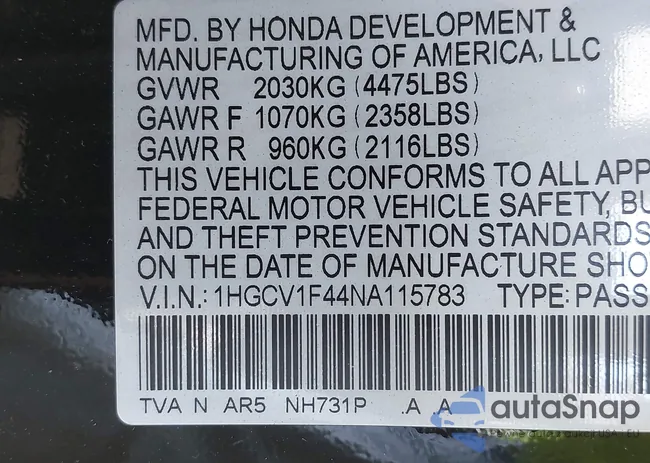 MFD. BY HONDA DEVELOPMENT &
MANUFACTURING OF AMERICA, LLC
GVWR 2030KG (4475LBS)
GAWR F 1070KG (2358LBS)
GAWR R 960KG (2116LBS)
THIS VEHICLE CONFORMS TO ALL APP
FEDERAL MOTOR VEHICLE SAFETY, BU
AND THEFT PREVENTION STANDARDS
ON THE DATE OF MANUFACTURE SHO
V.I.N.: 1HGCV1F44NA115783 TYPE: PASS
TVA N AR5 NH731P .A A
autoSnap